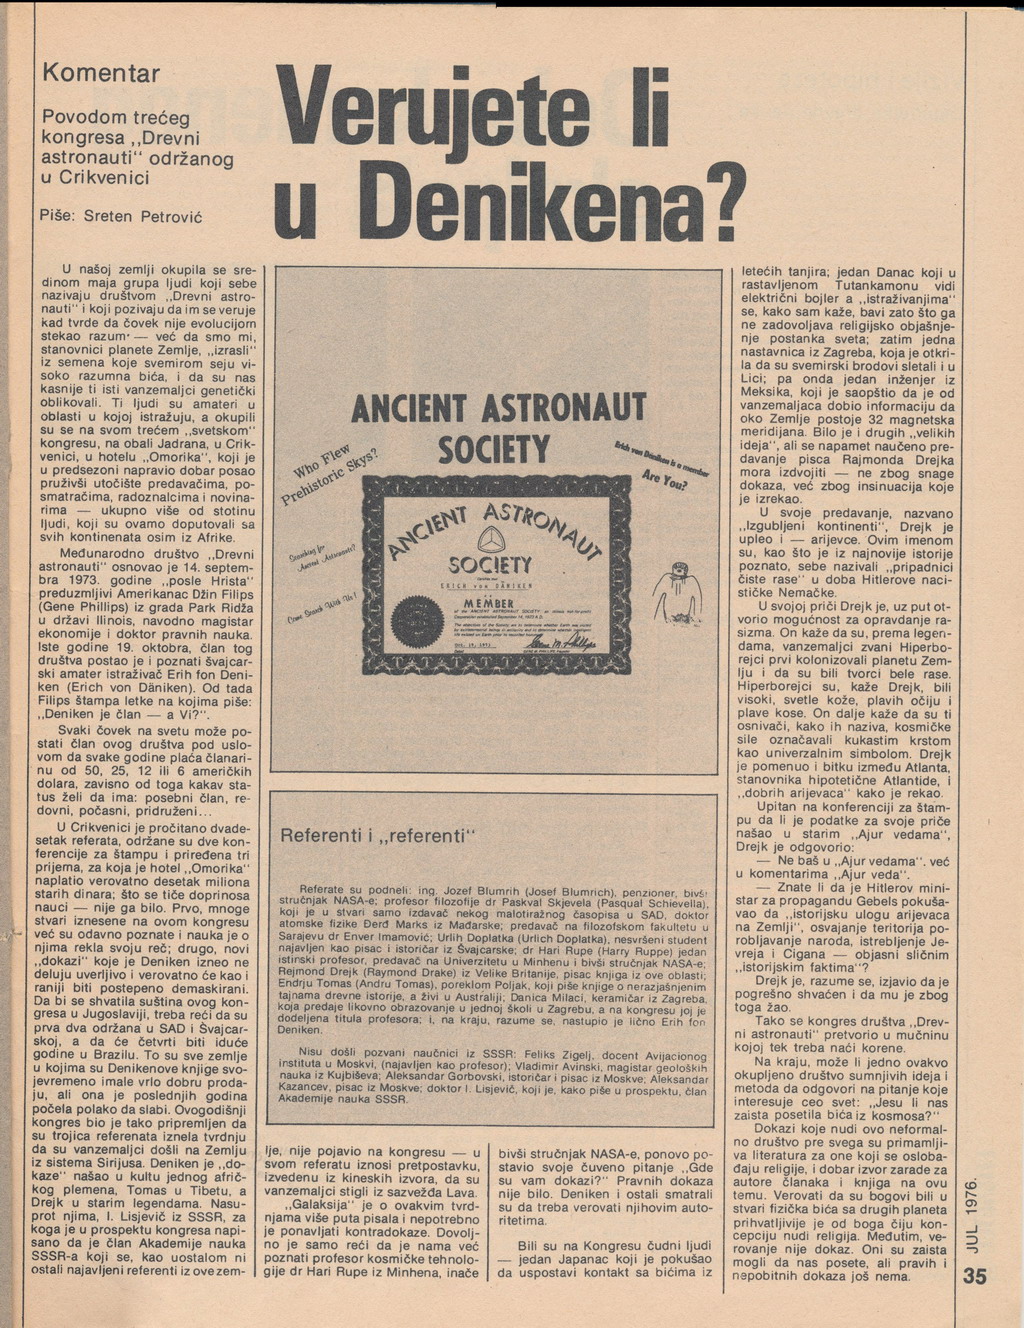 Komentar
Povodom trećeg
kongresa ,,Drevni
astronauti" održanog
u Crikvenici
Piše: Sreten Petrović
Verujete li
u Denikena?
U našoj zemlji okupila se sre-
dinom maja grupa ljudi koji sebe
nazivaju društvom ,,Drevni astro-
nauti" i koji pozivaju da im se veruje
kad tvrde da čovek nije evolucijom
stekao razum — već da smo mi,
stanovnici planete Zemlje, ,,izrasli"
iz semena koje svemirom seju vi-
soko razumna bića, i da su nas
kasnije ti isti vanzemaljci genetički
oblikovali. Ti ljudi su amateri u
oblasti u kojoj istražuju, a okupili
su se na svom trećem ,,svetskom"
kongresu, na obali Jadrana, u Crik-
venici, u hotelu ,,Omorika", koji je
u predsezoni napravio dobar posao
pruživši utočište predavačima, po-
smatračima, radoznalcima i novina-
rima — ukupno više od stotinu
ljudi, koji su ovamo doputovali sa
svih kontinenata osim iz Afrike.
Međunarodno društvo ,,Drevni
astronauti" osnovao je 14. septem-
bra 1973. godine ,,posle Hrista"
preduzmljivi Amerikanac Džin Filips
(Gene Phillips) iz grada Park Ridža
u državi Ilinois, navodno magistar
ekonomije i doktor pravnih nauka.
Iste godine 19. oktobra, član tog
društva postao je i poznati švajcar-
ski amater istraživač Erih fon Deni-
ken (Erich von Däniken). Od tada
Filips štampa letke na kojima piše:
,,Deniken je član — a Vi?".
Svaki čovek na svetu može po-
stati član ovog društva pod uslo-
vom da svake godine plaća članari-
nu od 50, 25, 12 ili 6 američkih
dolara, zavisno od toga kakav sta-
tus želi da ima: posebni član, re-
dovni, počasni, pridruženi...
U Crikvenici je pročitano dvade-
setak referata, održane su dve kon-
ferencije za štampu i priređena tri
prijema, za koja je hotel ,,Omorika"
naplatio verovatno desetak miliona
starih dinara; što se tiče doprinosa
nauci — nije ga bilo. Prvo, mnoge
stvari iznesene na ovom kongresu
već su odavno poznate i nauka je o
njima rekla svoju reč; drugo, novi
,,dokazi" koje je Deniken izneo ne
deluju uverljivo i verovatno će kao i
raniji biti postepeno demaskirani.
Da bi se shvatila suština ovog kon-
gresa u Jugoslaviji, treba reći da su
prva dva održana u SAD i Švajcar-
skoj, a da će četvrti biti iduće
godine u Brazilu. To su sve zemlje
u kojima su Denikenove knjige svo-
jevremeno imale vrlo dobru proda-
ju, ali ona je poslednjih godina
počela polako da slabi. Ovogodišnji
kongres bio je tako pripremljen da
su trojica referenata iznela tvrdnju
da su vanzemaljci došli na Zemlju
iz sistema Sirijusa. Deniken je ,,do-
kaze" našao u kultu jednog afrič-
kog plemena, Tomas u Tibetu, a
Drejk u starim legendama. Nasu-
prot njima, I. Lisjević iz SSSR, za
koga je u prospektu kongresa napi-
sano da je član Akademije nauka
SSSR-a koji se, kao uostalom ni
ostali najavljeni referenti iz ove zem-
ANCIENT ASTRONAUT
SOCIETY
Who Flew
Prehistoric Skys?
Erich von Daniken is a member
Are You?
Searching for
Ancient Astronauts?
Come Search With Us!
ANCIENT ASTRONAUT
SOCIETY
ERICH von DÄNIKEN
MEMBER
Referenti i ,,referenti"
Referate su podneli: ing. Jozef Blumrih (Josef Blumrich), penzioner, bivši
stručnjak NASA-e; profesor filozofije dr Paskval Skjevela (Pasqual Schievella),
koji je u stvari samo izdavač nekog malotiražnog časopisa u SAD, doktor
atomske fizike Đerđ Marks iz Mađarske; predavač na filozofskom fakultetu u
Sarajevu dr Enver Imamović; Urlih Doplatka (Urlich Doplatka), nesvršeni student
najavljen kao pisac i istoričar iz Švajcarske; dr Hari Rupe (Harry Ruppe) jedan
istinski profesor, predavač na Univerzitetu u Minhenu i bivši stručnjak NASA-e;
Rejmond Drejk (Raymond Drake) iz Velike Britanije, pisac knjiga iz ove oblasti;
Endrju Tomas (Andru Tomas), poreklom Poljak, koji piše knjige o nerazjašnjenim
tajnama drevne istorije, a živi u Australiji; Danica Milaci, keramičar iz Zagreba,
koja predaje likovno obrazovanje u jednoj školi u Zagrebu, a na kongresu joj je
dodeljena titula profesora; i, na kraju, razume se, nastupio je lično Erih fon
Deniken.
Nisu došli pozvani naučnici iz SSSR: Feliks Zigelj, docent Avijacionog
instituta u Moskvi, (najavljen kao profesor); Vladimir Avinski, magistar geoloških
nauka iz Kujbiševa; Aleksandar Gorbovski, istoričar i pisac iz Moskve; Aleksandar
Kazancev, pisac iz Moskve; doktor I. Lisjević, koji je, kako piše u prospektu, član
Akademije nauka SSSR.
lje, nije pojavio na kongresu — u
svom referatu iznosi pretpostavku,
izvedenu iz kineskih izvora, da su
vanzemaljci stigli iz sazvežđa Lava.
,,Galaksija" je o ovakvim tvrd-
njama više puta pisala i nepotrebno
je ponavljati kontradokaze. Dovolj-
no je samo reći da je nama već
poznati profesor kosmičke tehnolo-
gije dr Hari Rupe iz Minhena, inače
bivši stručnjak NASA-e, ponovo po-
stavio svoje čuveno pitanje ,,Gde
su vam dokazi?" Pravnih dokaza
nije bilo. Deniken i ostali smatrali
su da treba verovati njihovim auto-
ritetima.
Bili su na Kongresu čudni ljudi
— jedan Japanac koji je pokušao
da uspostavi kontakt sa bićima iz
letećih tanjira; jedan Danac koji u
rastavljenom Tutankamonu vidi
električni bojler a ,,istraživanjima"
se, kako sam kaže, bavi zato što ga
ne zadovoljava religijsko objašnje-
nje postanka sveta; zatim jedna
nastavnica iz Zagreba, koja je otkri-
la da su svemirski brodovi sletali i u
Lici; pa onda jedan inženjer iz
Meksika, koji je saopštio da je od
vanzemaljaca dobio informaciju da
oko Zemlje postoje 32 magnetska
meridijana. Bilo je i drugih ,,velikih
ideja", ali se napamet naučeno pre-
davanje pisca Rajmonda Drejka
mora izdvojiti — ne zbog snage
dokaza, već zbog insinuacija koje
je izrekao.
U svoje predavanje, nazvano
,,Izgubljeni kontinenti", Drejk je
upleo i — arijevce. Ovim imenom
su, kao što je iz najnovije istorije
poznato, sebe nazivali ,,pripadnici
čiste rase" u doba Hitlerove naci-
stičke Nemačke.
U svojoj priči Drejk je, uz put ot-
vorio mogućnost za opravdanje ra-
sizma. On kaže da su, prema legen-
dama, vanzemaljci zvani Hiperbo-
rejci prvi kolonizovali planetu Zem-
lju i da su bili tvorci bele rase.
Hiperborejci su, kaže Drejk, bili
visoki, svetle kože, plavih očiju i
plave kose. On dalje kaže da su ti
osnivači, kako ih naziva, kosmičke
sile označavali kukastim krstom
kao univerzalnim simbolom. Drejk
je pomenuo i bitku između Atlanta,
stanovnika hipotetične Atlantide, i
,,dobrih arijevaca" kako je rekao.
Upitan na konferenciji za štam-
pu da li je podatke za svoje priče
našao u starim ,,Ajur vedama",
Drejk je odgovorio:
— Ne baš u ,,Ajur vedama". već
u komentarima ,,Ajur veda".
— Znate li da je Hitlerov mini-
star za propagandu Gebels pokuša-
vao da ,,istorijsku ulogu arijevaca
na Zemlji", osvajanje teritorija po-
robljavanje naroda, istrebljenje Je-
vreja i Cigana — objasni sličnim
,,istorijskim faktima"?
Drejk je, razume se, izjavio da je
pogrešno shvaćen i da mu je zbog
toga žao.
Tako se kongres društva ,,Drev-
ni astronauti" pretvorio u mučninu
kojoj tek treba naći korene.
Na kraju, može li jedno ovakvo
okupljeno društvo sumnjivih ideja i
metoda da odgovori na pitanje koje
interesuje ceo svet: ,,Jesu li nas
zaista posetila bića iz kosmosa?"
Dokazi koje nudi ovo neformal-
no društvo pre svega su primamlji-
va literatura za one koji se osloba-
đaju religije, i dobar izvor zarade za
autore članaka i knjiga na ovu
temu. Verovati da su bogovi bili u
stvari fizička bića sa drugih planeta
prihvatljivije je od boga čiju kon-
cepciju nudi religija. Međutim, ve-
rovanje nije dokaz. Oni su zaista
mogli da nas posete, ali pravih i
nepobitnih dokaza još nema.
JUL 1976.
35